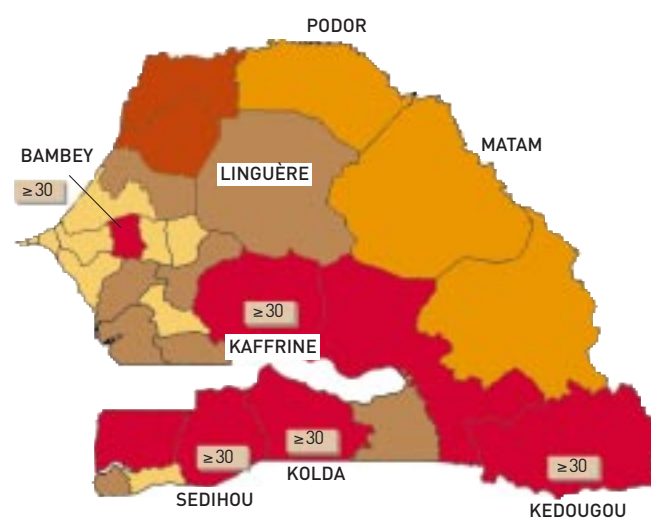 PODOR
MATAM
BAMBEY
≥30
LINGUÈRE
≥30
KAFFRINE
≥30
≥30
≥30
KOLDA
SEDIHOU
KEDOUGOU